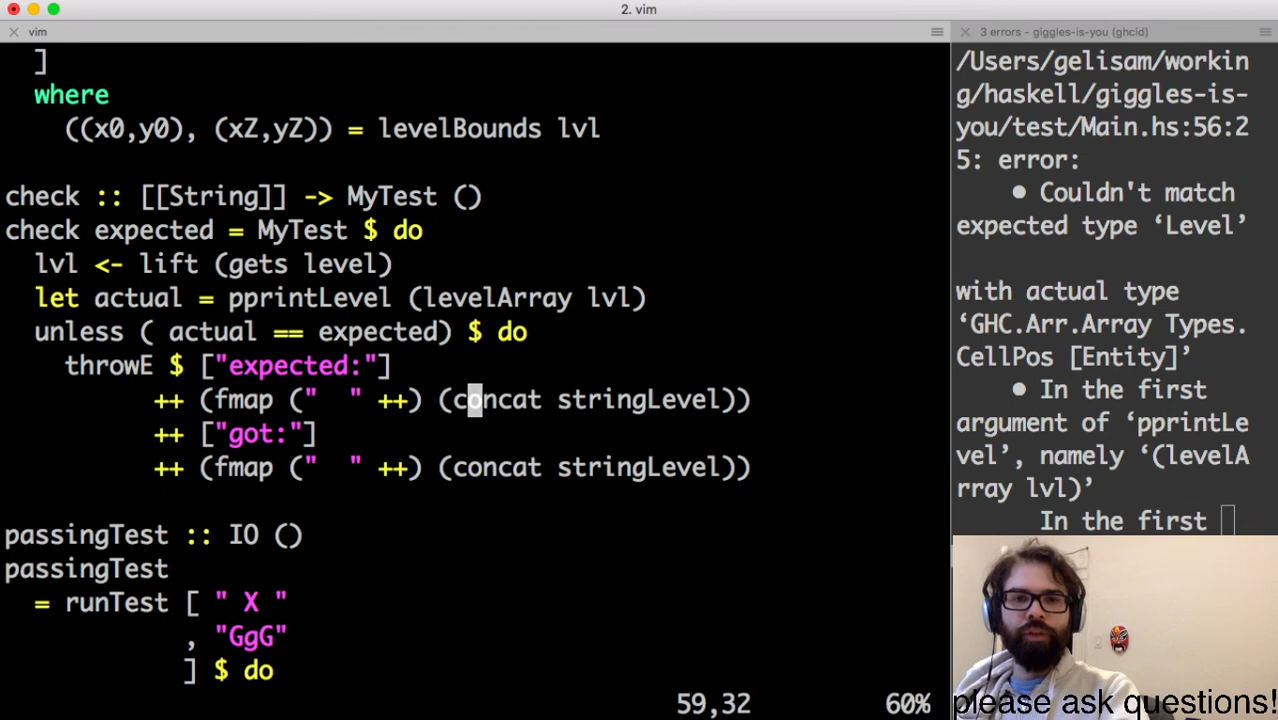 2. vim
vim
3 errors - giggles-is-you (ghcid)
]
where
((x0,y0), (xZ,yZ)) = levelBounds lvl
check :: [[String]] -> MyTest ()
check expected = MyTest $ do
lvl <- lift (gets level)
let actual = pprintLevel (levelArray lvl)
unless ( actual == expected) $ do
throwE $ ["expected:"]
++ (fmap ("  " ++) (concat stringLevel))
++ ["got:"]
++ (fmap ("  " ++) (concat stringLevel))
passingTest :: IO ()
passingTest
= runTest [ " X "
, "GgG"
] $ do
59,32 60%
/Users/gelisam/workin
g/haskell/giggles-is-
you/test/Main.hs:56:2
5: error:
• Couldn't match
expected type ‘Level’
with actual type
‘GHC.Arr.Array Types.
CellPos [Entity]’
• In the first
argument of ‘pprintLe
vel’, namely ‘(levelA
rray lvl)’
In the first
please ask questions!